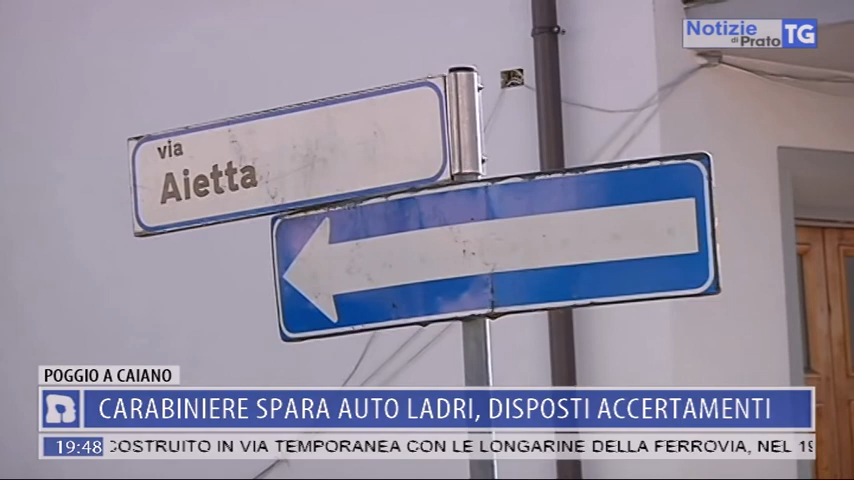 Notizie
di Prato TG
via
Aietta
POGGIO A CAIANO
CARABINIERE SPARA AUTO LADRI, DISPOSTI ACCERTAMENTI
19:48 COSTRUITO IN VIA TEMPORANEA CON LE LONGARINE DELLA FERROVIA, NEL 19